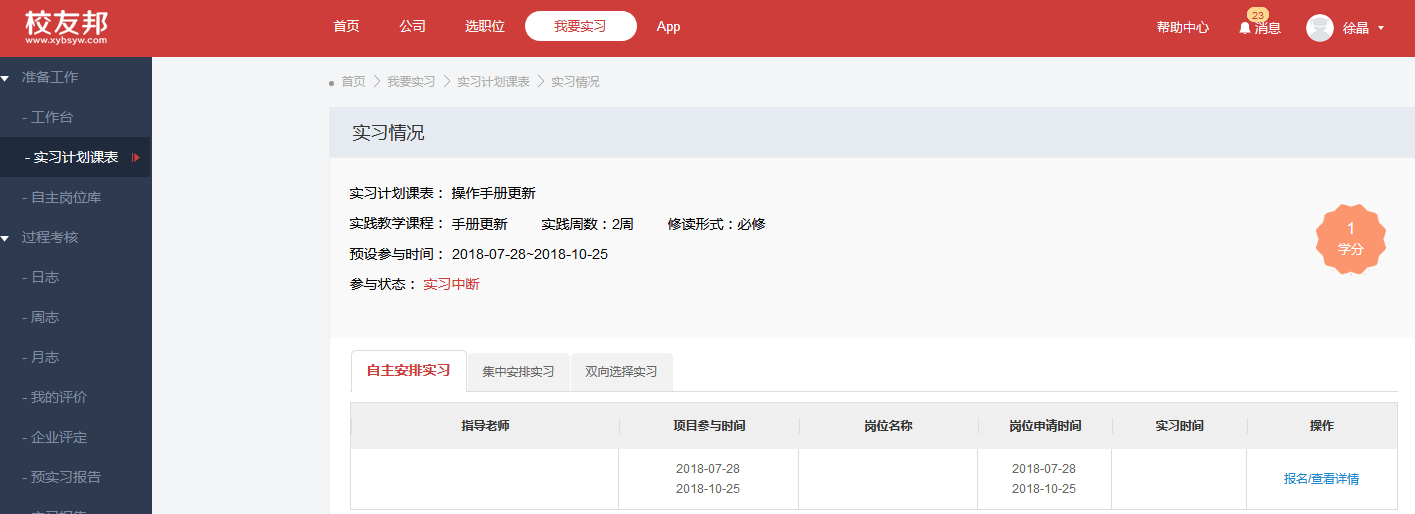 校友邦
www.xybsyw.com
首页 公司 选职位 我要实习 App
帮助中心 23 消息 徐晶
准备工作
- 工作台
- 实习计划课表
- 自主岗位库
过程考核
- 日志
- 周志
- 月志
- 我的评价
- 企业评定
- 预实习报告
首页 > 我要实习 > 实习计划课表 > 实习情况
实习情况
实习计划课表： 操作手册更新
实践教学课程： 手册更新 实践周数：2周 修读形式：必修
预设参与时间： 2018-07-28~2018-10-25
参与状态： 实习中断
1
学分
自主安排实习 集中安排实习 双向选择实习
指导老师 项目参与时间 岗位名称 岗位申请时间 实习时间 操作
2018-07-28 2018-07-28
报名/查看详情
2018-10-25 2018-10-25